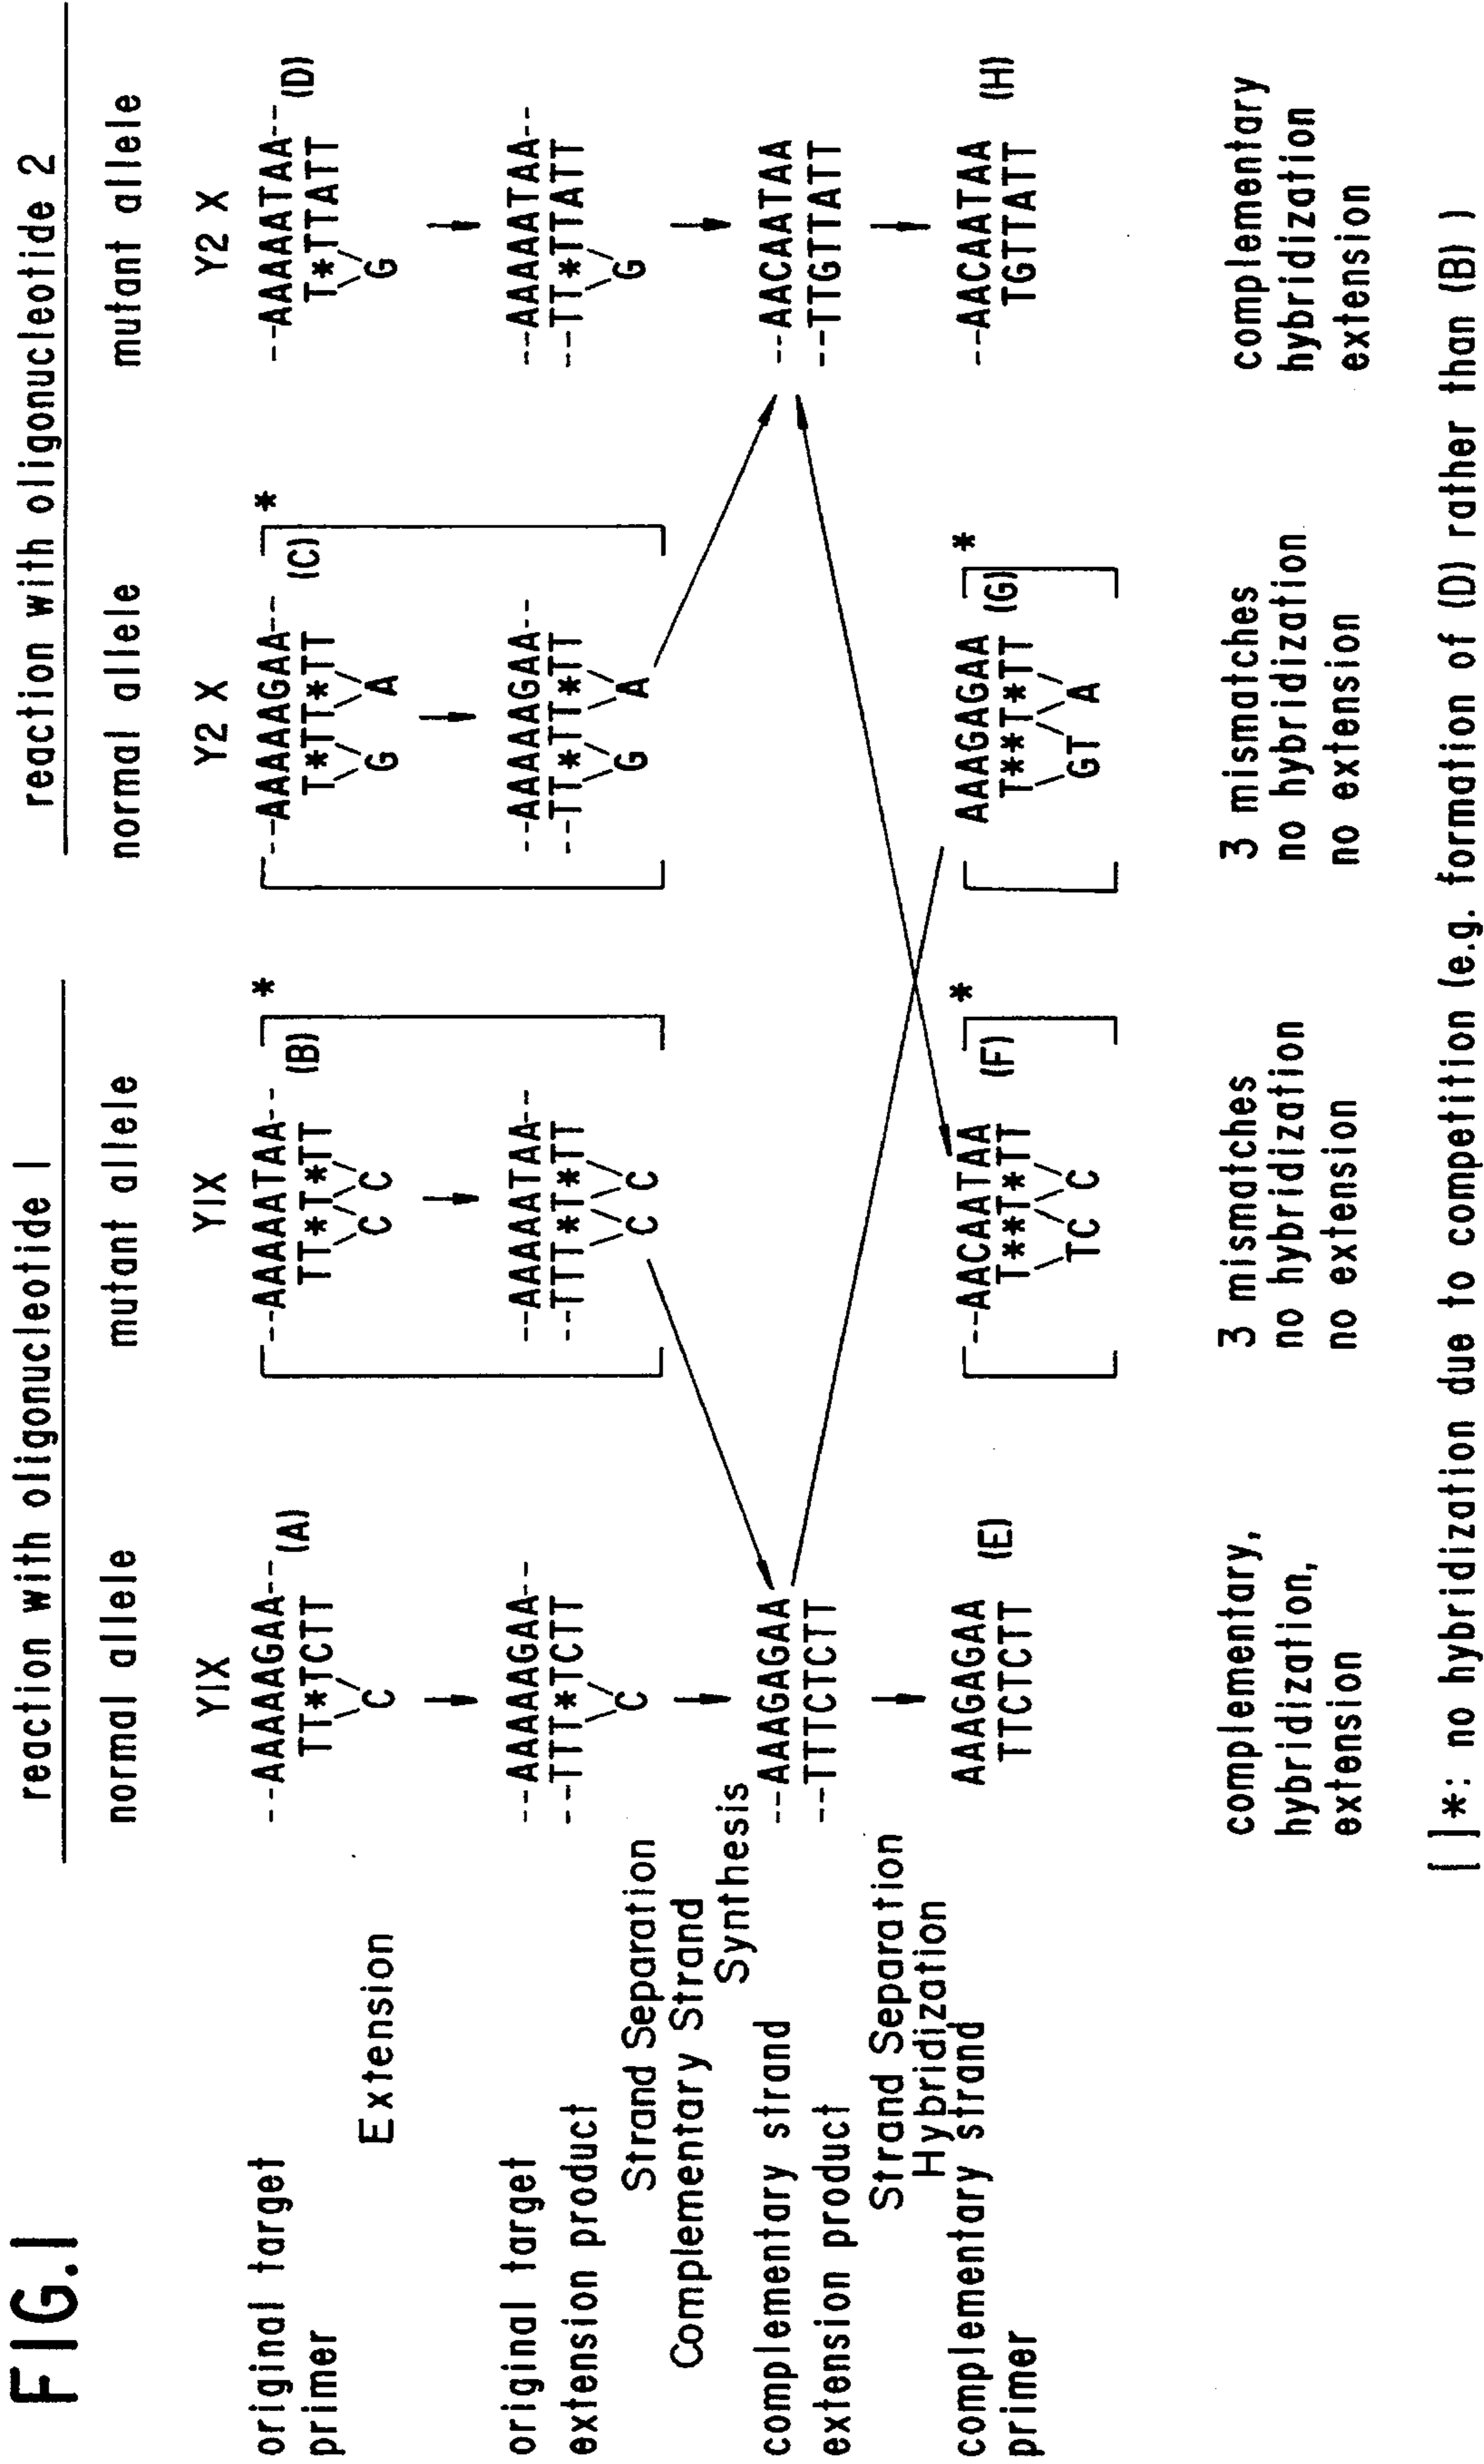 FIG.1
reaction with oligonucleotide 1
reaction with oligonucleotide 2
normal allele
mutant allele
normal allele
mutant allele
Y1X
Y1X
Y2 X
Y2 X
original target
primer
--AAAAAGAA--
TT*TCTT
C
(A)
--AAAAATAA--
TT*T*TT
C C
(B)
*
--AAAAAGAA--
T*TT*TT
G A
(C)
*
--AAAAATAA--
T*TTATT
G
(D)
Extension
original target
extension product
--AAAAAGAA--
--TTT*TCTT
C
--AAAAATAA--
--TTT*T*TT
C C
--AAAAAGAA--
--TT*TT*TT
G A
--AAAAATAA--
--TT*TTATT
G
Strand Separation
Complementary Strand
Synthesis
complementary strand
extension product
--AAAGAGAA
--TTTCTCTT
--AACAATAA
--TTGTTATT
Strand Separation
Hybridization
complementary strand
primer
AAAGAGAA
TTCTCTT
(E)
--AACAATAA
T**T*TT
TC C
(F)
*
AAAGAGAA
T**T*TT
GT A
(G)
*
--AACAATAA
TGTTATT
(H)
complementary,
hybridization,
extension
3 mismatches
no hybridization
no extension
3 mismatches
no hybridization
no extension
complementary
hybridization
extension
[ ]*: no hybridization due to competition (e.g. formation of (D) rather than (B) )